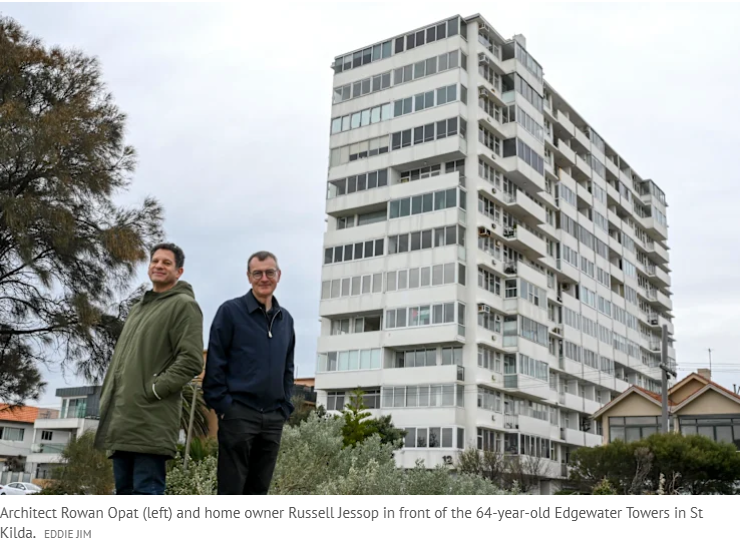 Architect Rowan Opat (left) and home owner Russell Jessop in front of the 64-year-old Edgewater Towers in St
Kilda. EDDIE JIM